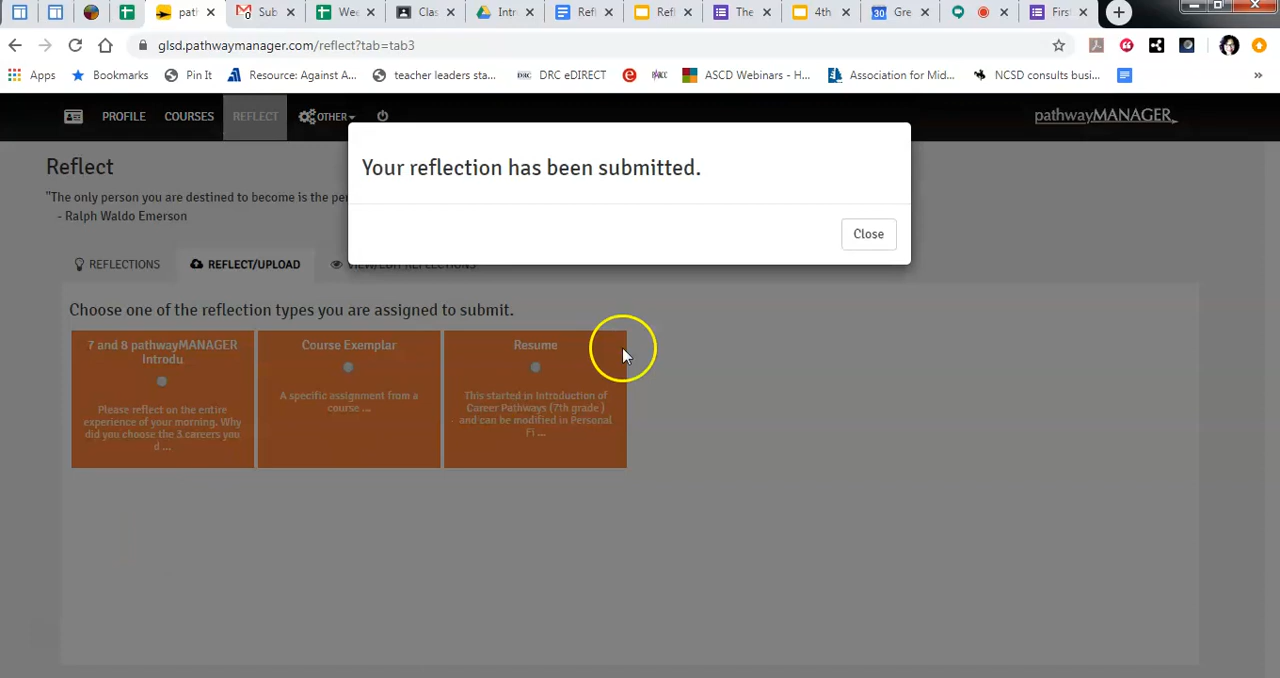 path
Sub
Wee
Clas
Intr
Refl
Refl
The
4th
30
Gre
First
glsd.pathwaymanager.com/reflect?tab=tab3
Apps
Bookmarks
Pin It
Resource: Against A...
teacher leaders sta...
DRC
DRC eDIRECT
ASCD Webinars - H...
Association for Mid...
NCSD consults busi...
»
PROFILE
COURSES
REFLECT
OTHER
pathwayMANAGER
Your reflection has been submitted.
Close
Reflect
"The only person you are destined to become is the pe
- Ralph Waldo Emerson
REFLECTIONS
REFLECT/UPLOAD
VIEW/EDIT REFLECTIONS
Choose one of the reflection types you are assigned to submit.
7 and 8 pathwayMANAGER
Introdu
Please reflect on the entire
experience of your morning. Why
did you choose the 3 careers you
d ...
Course Exemplar
A specific assignment from a
course ...
Resume
This started in Introduction of
Career Pathways (7th grade )
and can be modified in Personal
Fi ...